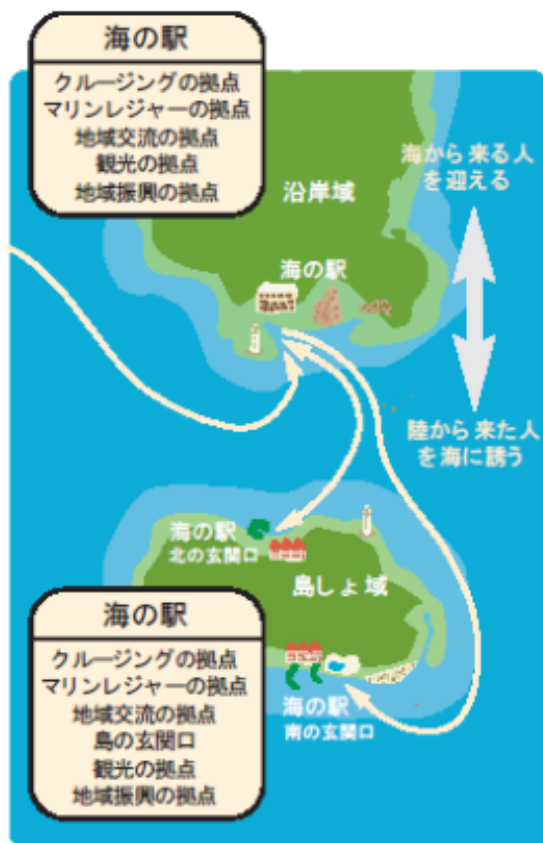 海の駅
クルージングの拠点
マリンレジャーの拠点
地域交流の拠点
観光の拠点
地域振興の拠点
海から来る人
を迎える
沿岸域
海の駅
陸から来た人
を海に誘う
海の駅
北の玄関口
島しょ域
海の駅
クルージングの拠点
マリンレジャーの拠点
地域交流の拠点
島の玄関口
観光の拠点
地域振興の拠点
海の駅
南の玄関口